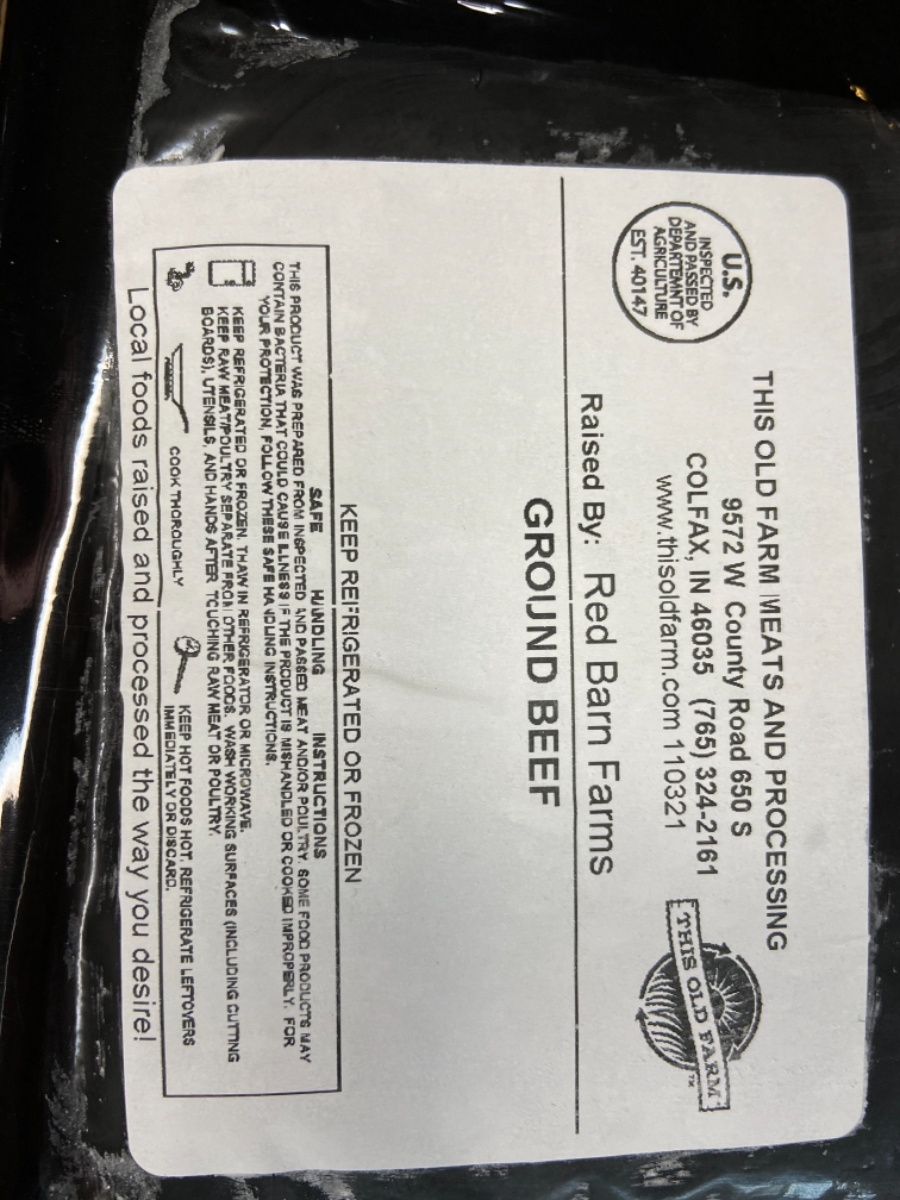 THIS OLD FARM MEATS AND PROCESSING
9572 W County Road 650 S
COLFAX, IN 46035 (765) 324-2161
www.thisoldfarm.com 110321
U.S.
INSPECTED
AND PASSED BY
DEPARTEMNT OF
AGRICULTURE
EST. 40147
THIS OLD FARM
TM
Raised By: Red Barn Farms
GROUND BEEF
KEEP REFRIGERATED OR FROZEN
SAFE HANDLING INSTRUCTIONS
THIS PRODUCT WAS PREPARED FROM INSPECTED AND PASSED MEAT AND/OR POULTRY. SOME FOOD PRODUCTS MAY
CONTAIN BACTERIA THAT COULD CAUSE ILLNESS IF THE PRODUCT IS MISHANDLED OR COOKED IMPROPERLY. FOR
YOUR PROTECTION, FOLLOW THESE SAFE HANDLING INSTRUCTIONS.
KEEP REFRIGERATED OR FROZEN. THAW IN REFRIGERATOR OR MICROWAVE.
KEEP RAW MEAT/POULTRY SEPARATE FROM OTHER FOODS. WASH WORKING SURFACES (INCLUDING CUTTING
BOARDS), UTENSILS, AND HANDS AFTER TOUCHING RAW MEAT OR POULTRY.
COOK THOROUGHLY
KEEP HOT FOODS HOT. REFRIGERATE LEFTOVERS
IMMEDIATELY OR DISCARD.
Local foods raised and processed the way you desire!